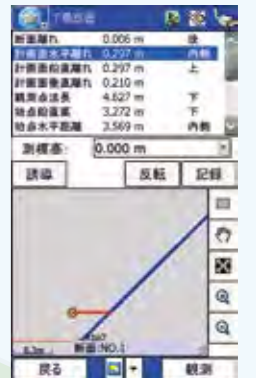 丁張設置
断面離れ 0.006 m 後
計画面水平離れ 0.297 m 内側
計画面鉛直離れ 0.297 m 上
計画面垂直離れ 0.210 m
観測点法長 4.627 m 下
始点鉛直高 3.272 m 下
始点水平距離 3.569 m 内側
測標高: 0.000 m
誘導 反転 記録
断面:NO.1
戻る 観測